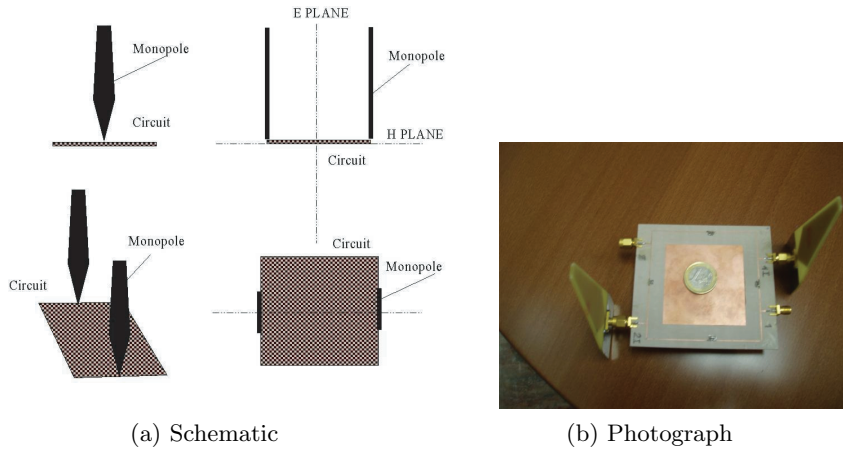 E PLANE
Monopole
Monopole
Circuit
H PLANE
Circuit
Monopole
Circuit
Monopole
Circuit
(a) Schematic
(b) Photograph